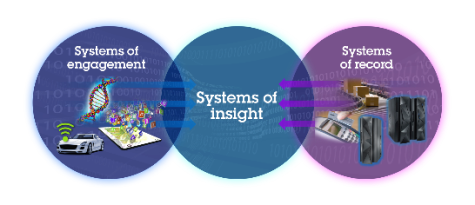 Systems of
engagement
Systems of
insight
Systems
of record